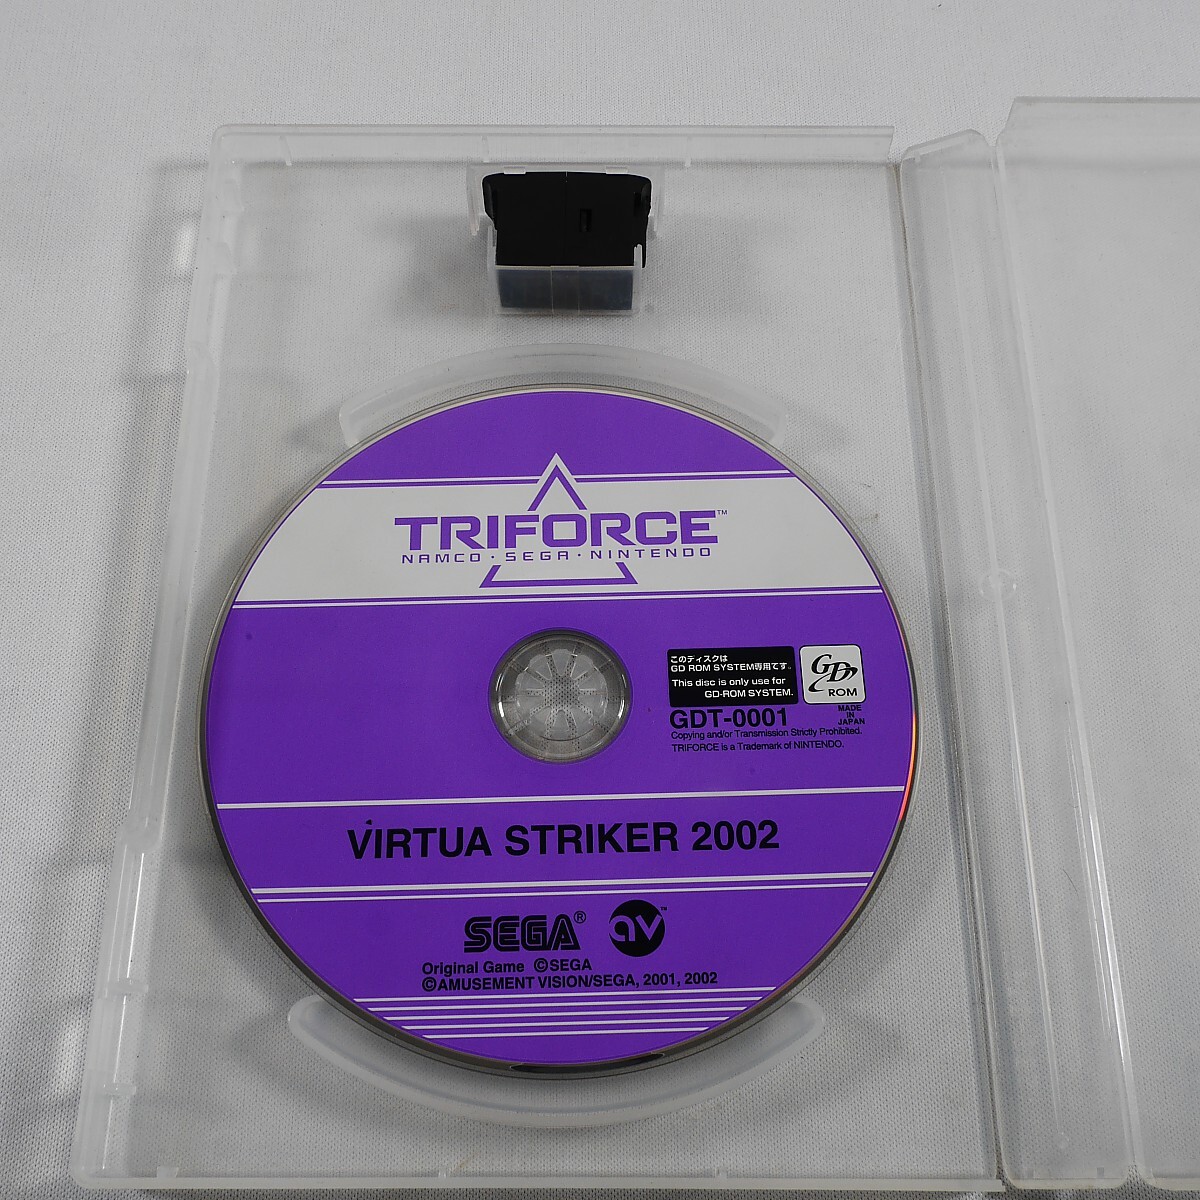 TRIFORCE™
NAMCO · SEGA · NINTENDO
このディスクは
GD ROM SYSTEM専用です。
This disc is only use for
GD-ROM SYSTEM.
GD
ROM
GDT-0001
MADE
IN
JAPAN
Copying and/or Transmission Strictly Prohibited.
TRIFORCE is a Trademark of NINTENDO.
VIRTUA STRIKER 2002
SEGA®
av™
Original Game ©SEGA
©AMUSEMENT VISION/SEGA, 2001, 2002